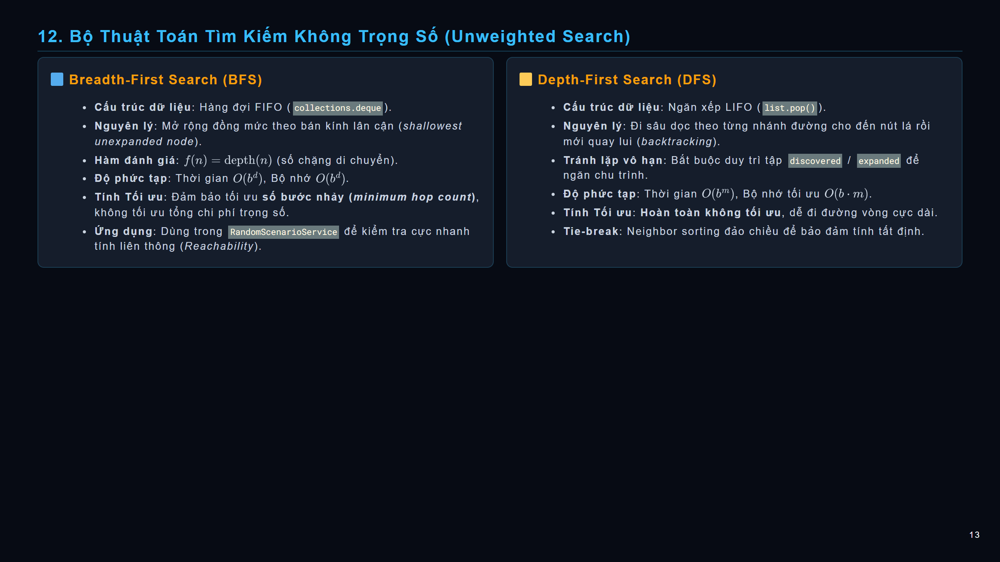 12. Bộ Thuật Toán Tìm Kiếm Không Trọng Số (Unweighted Search)
Breadth-First Search (BFS)
• Cấu trúc dữ liệu: Hàng đợi FIFO ( collections.deque ).
• Nguyên lý: Mở rộng đồng mức theo bán kính lân cận (shallowest
unexpanded node).
• Hàm đánh giá: f(n) = depth(n) (số chặng di chuyển).
• Độ phức tạp: Thời gian O(b^d), Bộ nhớ O(b^d).
• Tính Tối ưu: Đảm bảo tối ưu số bước nhảy (minimum hop count),
không tối ưu tổng chi phí trọng số.
• Ứng dụng: Dùng trong RandomScenarioService để kiểm tra cực nhanh
tính liên thông (Reachability).
Depth-First Search (DFS)
• Cấu trúc dữ liệu: Ngăn xếp LIFO ( list.pop() ).
• Nguyên lý: Đi sâu dọc theo từng nhánh đường cho đến nút lá rồi
mới quay lui (backtracking).
• Tránh lặp vô hạn: Bắt buộc duy trì tập discovered / expanded để
ngăn chu trình.
• Độ phức tạp: Thời gian O(b^m), Bộ nhớ tối ưu O(b · m).
• Tính Tối ưu: Hoàn toàn không tối ưu, dễ đi đường vòng cực dài.
• Tie-break: Neighbor sorting đảo chiều để bảo đảm tính tất định.
13